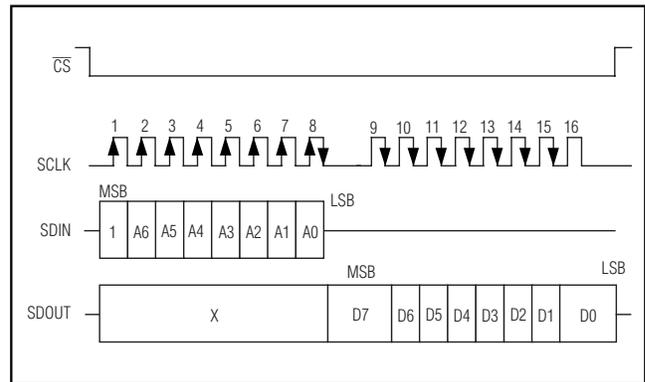 C̅S̅
1 2 3 4 5 6 7 8 9 10 11 12 13 14 15 16
SCLK
MSB
LSB
SDIN 1 A6 A5 A4 A3 A2 A1 A0
MSB
LSB
SDOUT X D7 D6 D5 D4 D3 D2 D1 D0